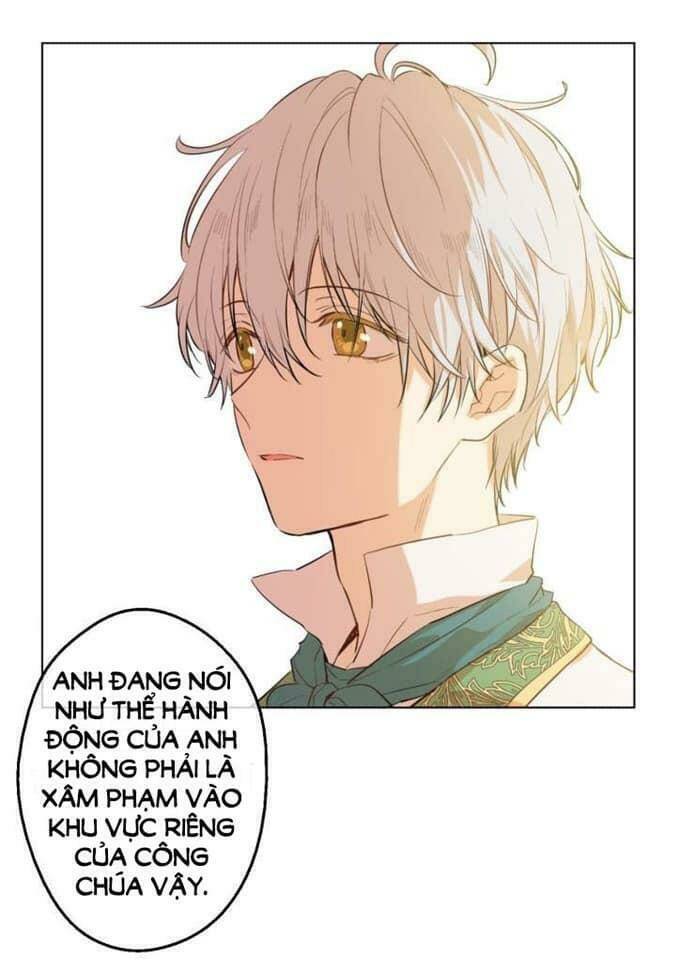 ANH ĐANG NÓI
NHƯ THỂ HÀNH
ĐỘNG CỦA ANH
KHÔNG PHẢI LÀ
XÂM PHẠM VÀO
KHU VỰC RIÊNG
CỦA CÔNG
CHÚA VẬY.